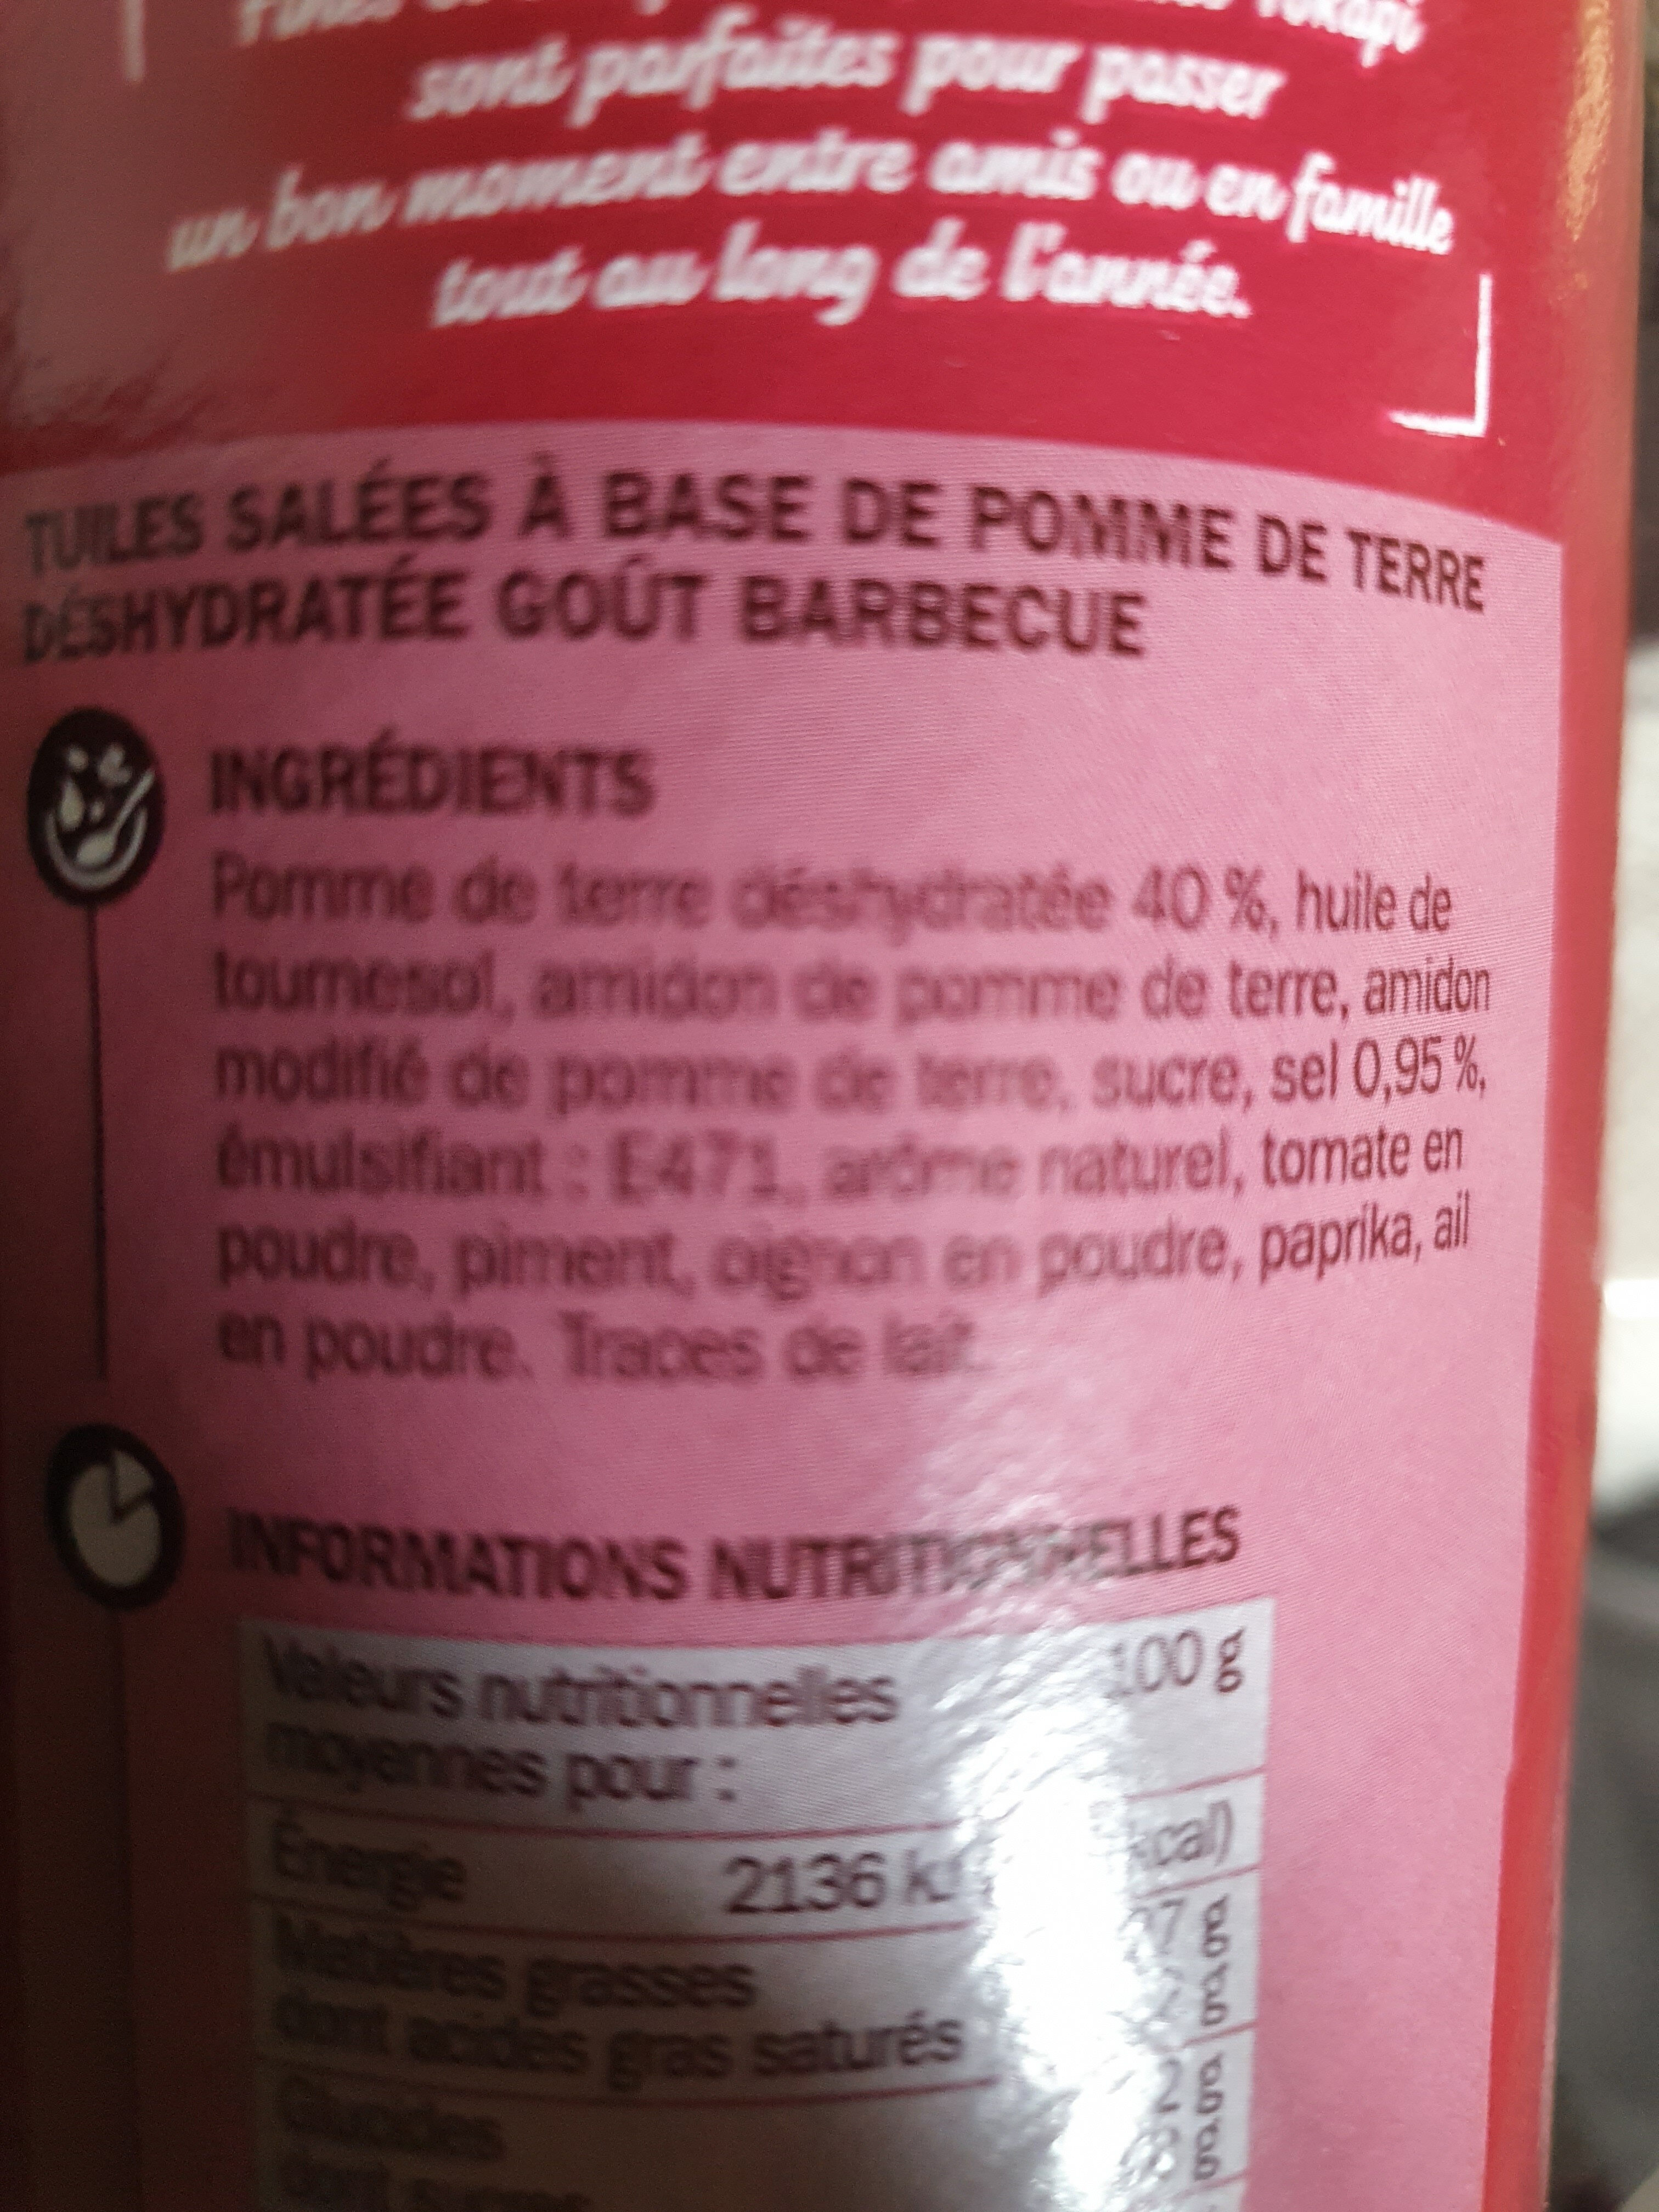 sont parfaites pour passer
un bon moment entre amis ou en famille
tout au long de l'année.
TUILES SALÉES À BASE DE POMME DE TERRE
DÉSHYDRATÉE GOÛT BARBECUE
INGRÉDIENTS
Pomme de terre déshydratée 40 %, huile de
tournesol, amidon de pomme de terre, amidon
modifié de pomme de terre, sucre, sel 0,95 %,
émulsifiant : E471, arôme naturel, tomate en
poudre, piment, oignon en poudre, paprika, ail
en poudre. Traces de lait.
INFORMATIONS NUTRITIONNELLES
Valeurs nutritionnelles 100 g
moyennes pour :
Énergie 2136 kJ kcal)
Matières grasses 27 g
dont acides gras saturés g
Glucides g
g